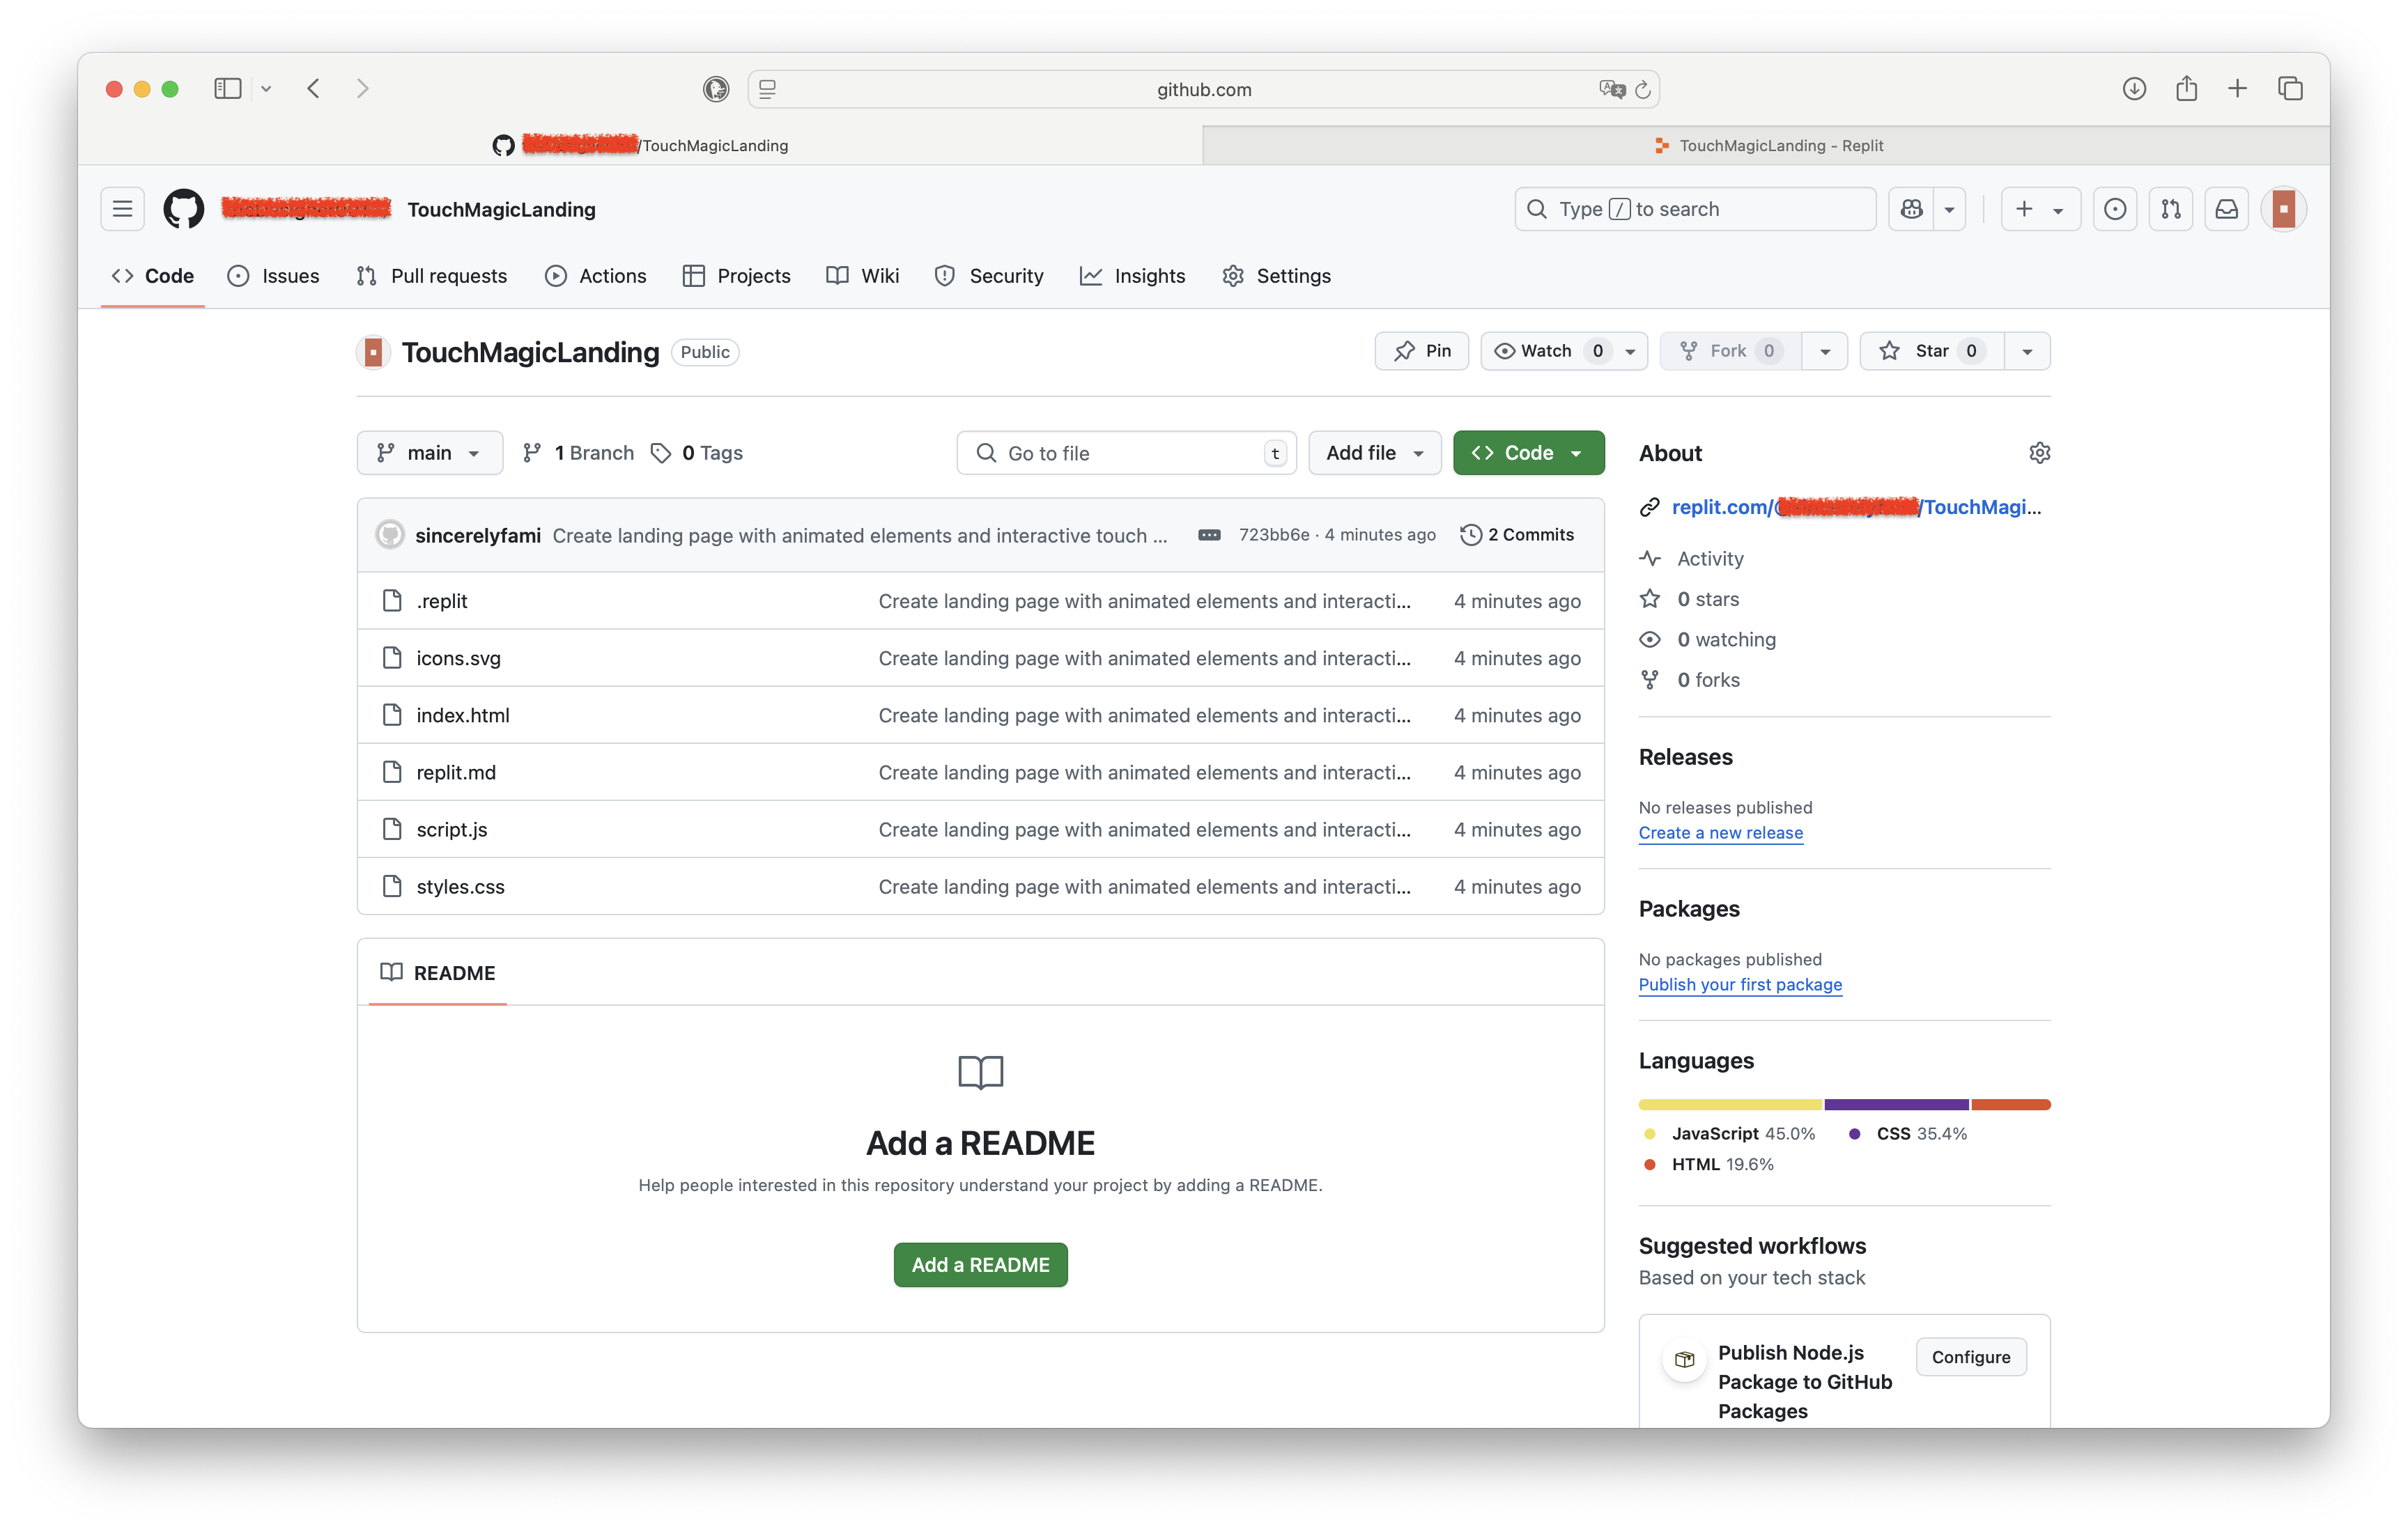 github.com
/TouchMagicLanding
TouchMagicLanding - Replit
TouchMagicLanding
Type / to search
Code
Issues
Pull requests
Actions
Projects
Wiki
Security
Insights
Settings
TouchMagicLanding Public
Pin
Watch 0
Fork 0
Star 0
main
1 Branch
0 Tags
Go to file t
Add file
Code
sincerelyfami Create landing page with animated elements and interactive touch ... 723bb6e · 4 minutes ago 2 Commits
.replit Create landing page with animated elements and interacti... 4 minutes ago
icons.svg Create landing page with animated elements and interacti... 4 minutes ago
index.html Create landing page with animated elements and interacti... 4 minutes ago
replit.md Create landing page with animated elements and interacti... 4 minutes ago
script.js Create landing page with animated elements and interacti... 4 minutes ago
styles.css Create landing page with animated elements and interacti... 4 minutes ago
README
Add a README
Help people interested in this repository understand your project by adding a README.
Add a README
About
replit.com/ /TouchMagi...
Activity
0 stars
0 watching
0 forks
Releases
No releases published
Create a new release
Packages
No packages published
Publish your first package
Languages
JavaScript 45.0% CSS 35.4%
HTML 19.6%
Suggested workflows
Based on your tech stack
Publish Node.js
Package to GitHub
Packages
Configure